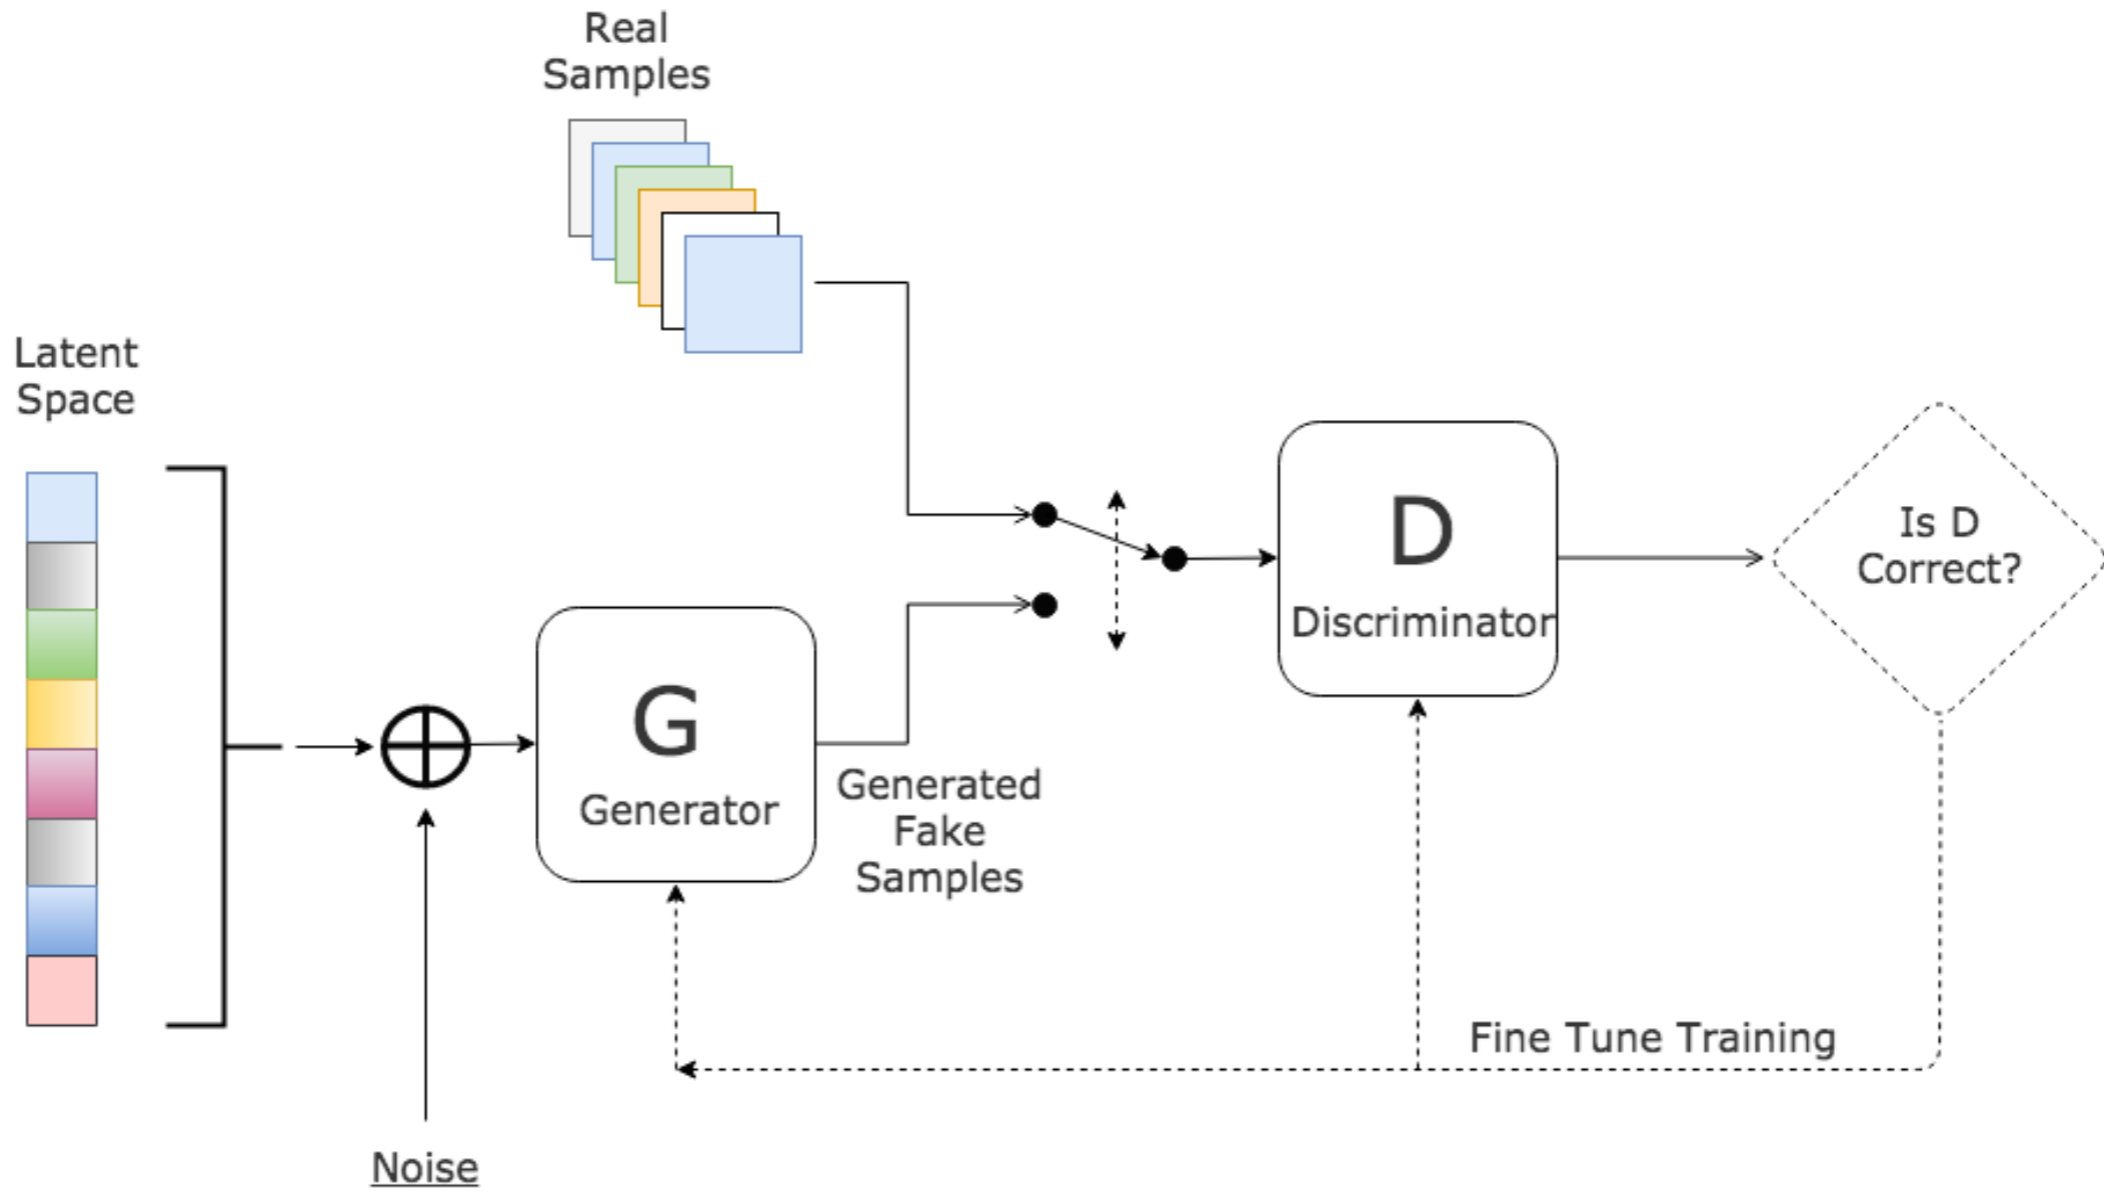 Real
Samples
Latent
Space
Is D
Correct?
D
Discriminator
G
Generator
Generated
Fake
Samples
Fine Tune Training
Noise